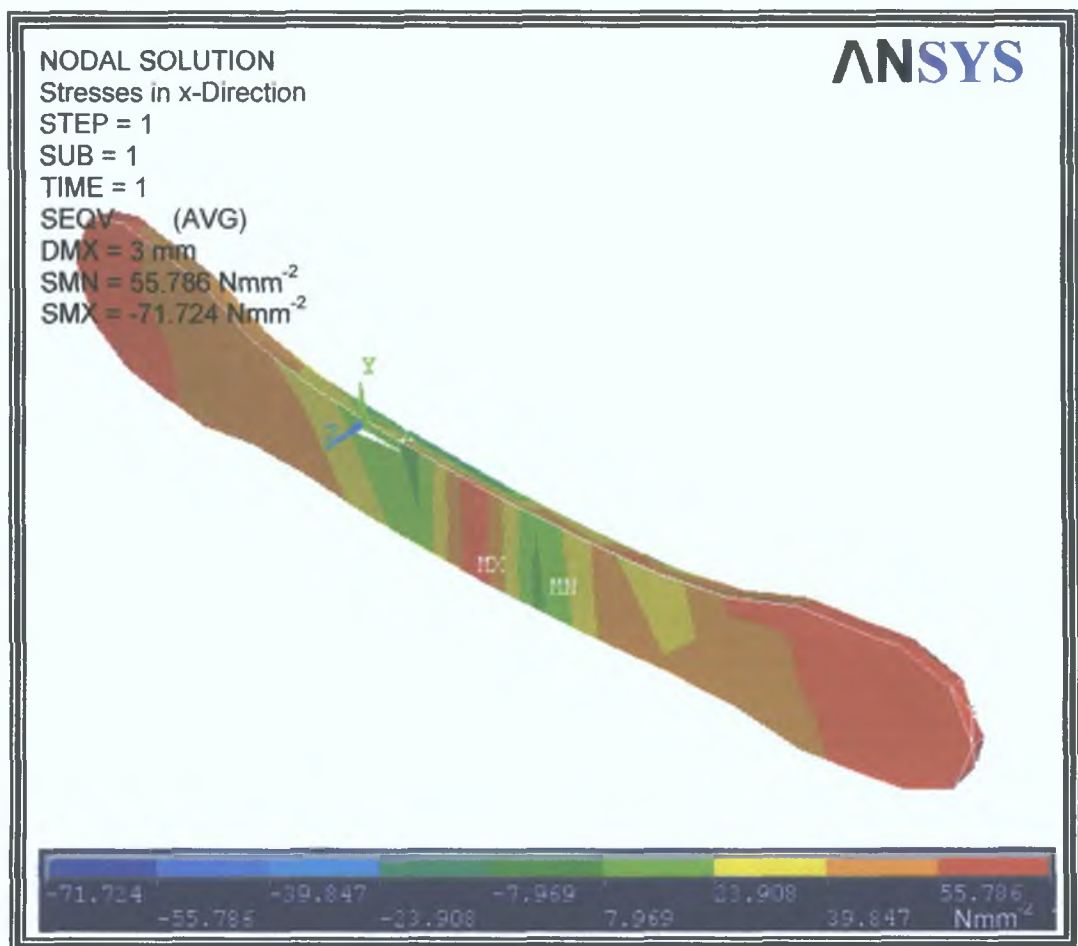 NODAL SOLUTION
ANSYS
Stresses in x-Direction
STEP = 1
SUB = 1
TIME = 1
SEQV (AVG)
DMX = 3 mm
SMN = 55.786 Nmm⁻²
SMX = -71.724 Nmm⁻²
Y
Z
MX
MN
-71.724 -39.847 -7.969 23.908 55.786
-55.786 -23.908 7.969 39.847 Nmm⁻²